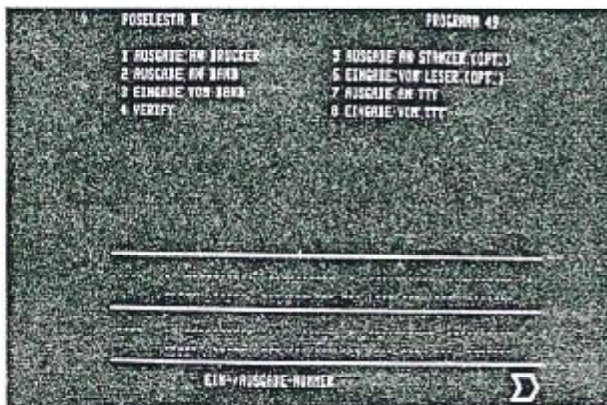 POSELESTA R PROGRAMM 49
1 AUSGABE AN DRUCKER
2 AUSGABE AN BAND
3 EINGABE VOM BAND
4 VERIFY
5 AUSGABE AN STANZER (OPT.)
6 EINGABE VOM LESER (OPT.)
7 AUSGABE AN TTY
8 EINGABE VOM TTY
EIN-/AUSGABE-NUMMER